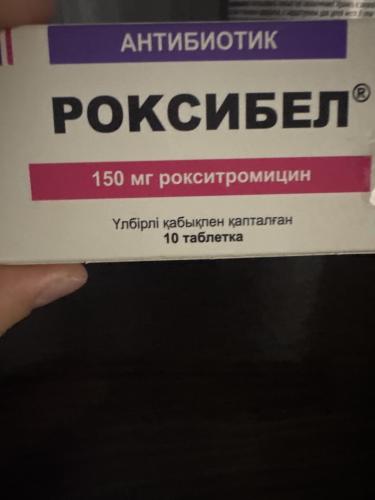 АНТИБИОТИК
РОКСИБЕЛ®
150 мг рокситромицин
Үлбірлі қабықпен қапталған
10 таблетка